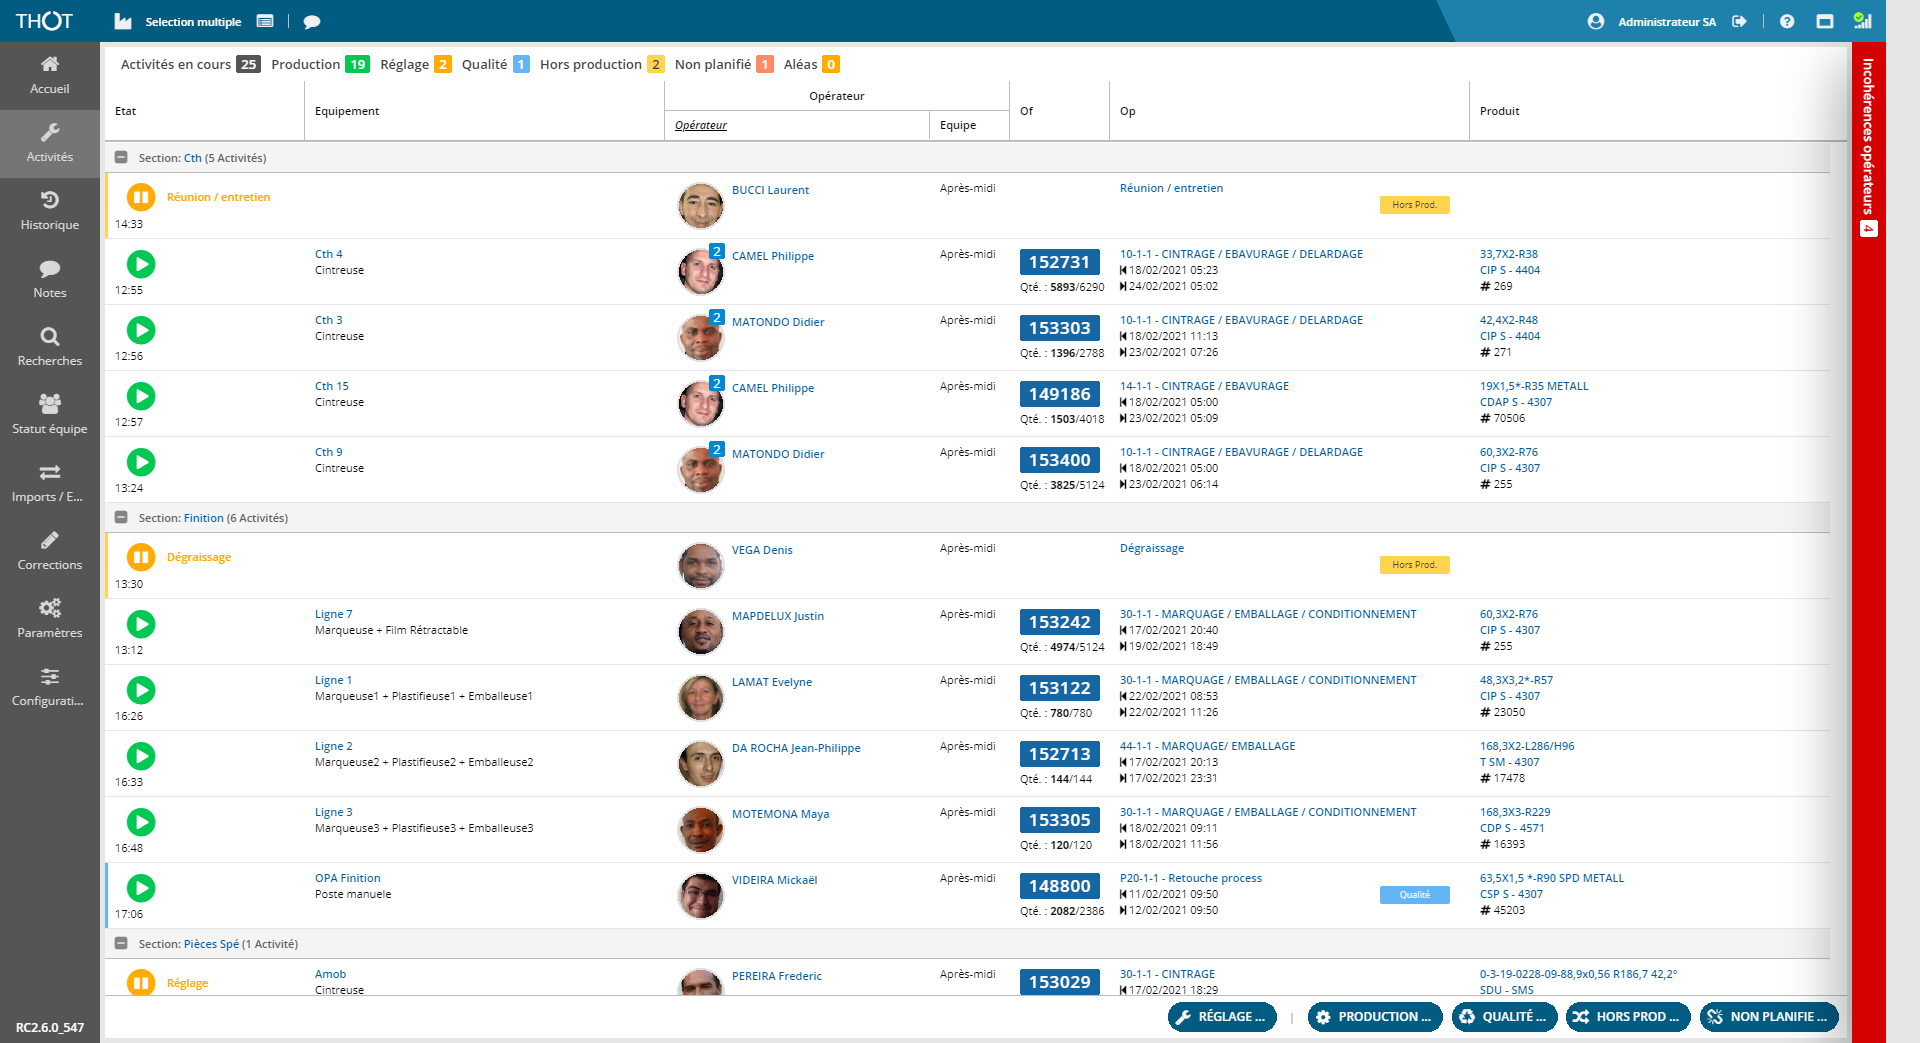 THOT
Selection multiple
Administrateur SA
Accueil
Activités
Historique
Notes
Recherches
Statut équipe
Imports / E...
Corrections
Paramètres
Configurati...
RC2.6.0_547
Activités en cours 25 Production 19 Réglage 2 Qualité 1 Hors production 2 Non planifié 1 Aléas 0
Incohérences opérateurs 4
Etat
Equipement
Opérateur
Opérateur
Equipe
Of
Op
Produit
Section: Cth (5 Activités)
Réunion / entretien
14:33
BUCCI Laurent
Après-midi
Réunion / entretien
Hors Prod.
12:55
Cth 4
Cintreuse
2
CAMEL Philippe
Après-midi
152731
Qté. : 5893/6290
10-1-1 - CINTRAGE / EBAVURAGE / DELARDAGE
18/02/2021 05:23
24/02/2021 05:02
33,7X2-R38
CIP S - 4404
# 269
12:56
Cth 3
Cintreuse
2
MATONDO Didier
Après-midi
153303
Qté. : 1396/2788
10-1-1 - CINTRAGE / EBAVURAGE / DELARDAGE
18/02/2021 11:13
23/02/2021 07:26
42,4X2-R48
CIP S - 4404
# 271
12:57
Cth 15
Cintreuse
2
CAMEL Philippe
Après-midi
149186
Qté. : 1503/4018
14-1-1 - CINTRAGE / EBAVURAGE
18/02/2021 05:00
23/02/2021 05:09
19X1,5*-R35 METALL
CDAP S - 4307
# 70506
13:24
Cth 9
Cintreuse
2
MATONDO Didier
Après-midi
153400
Qté. : 3825/5124
10-1-1 - CINTRAGE / EBAVURAGE / DELARDAGE
18/02/2021 05:00
23/02/2021 06:14
60,3X2-R76
CIP S - 4307
# 255
Section: Finition (6 Activités)
Dégraissage
13:30
VEGA Denis
Après-midi
Dégraissage
Hors Prod.
13:12
Ligne 7
Marqueuse + Film Rétractable
MAPDELUX Justin
Après-midi
153242
Qté. : 4974/5124
30-1-1 - MARQUAGE / EMBALLAGE / CONDITIONNEMENT
17/02/2021 20:40
19/02/2021 18:49
60,3X2-R76
CIP S - 4307
# 255
16:26
Ligne 1
Marqueuse1 + Plastifieuse1 + Emballeuse1
LAMAT Evelyne
Après-midi
153122
Qté. : 780/780
30-1-1 - MARQUAGE / EMBALLAGE / CONDITIONNEMENT
22/02/2021 08:53
22/02/2021 11:26
48,3X3,2*-R57
CIP S - 4307
# 23050
16:33
Ligne 2
Marqueuse2 + Plastifieuse2 + Emballeuse2
DA ROCHA Jean-Philippe
Après-midi
152713
Qté. : 144/144
44-1-1 - MARQUAGE/ EMBALLAGE
17/02/2021 20:13
17/02/2021 23:31
168,3X2-L286/H96
T SM - 4307
# 17478
16:48
Ligne 3
Marqueuse3 + Plastifieuse3 + Emballeuse3
MOTEMONA Maya
Après-midi
153305
Qté. : 120/120
30-1-1 - MARQUAGE / EMBALLAGE / CONDITIONNEMENT
18/02/2021 09:11
18/02/2021 11:56
168,3X3-R229
CDP S - 4571
# 16393
17:06
OPA Finition
Poste manuele
VIDEIRA Mickaël
Après-midi
148800
Qté. : 2082/2386
P20-1-1 - Retouche process
11/02/2021 09:50
12/02/2021 09:50
Qualité
63,5X1,5 *-R90 SPD METALL
CSP S - 4307
# 45203
Section: Pièces Spé (1 Activité)
Réglage
Amob
Cintreuse
PEREIRA Frederic
Après-midi
153029
30-1-1 - CINTRAGE
17/02/2021 18:29
0-3-19-0228-09-88,9x0,56 R186,7 42,2°
SDU - SMS
RÉGLAGE ...
PRODUCTION ...
QUALITÉ ...
HORS PROD ...
NON PLANIFIE ...